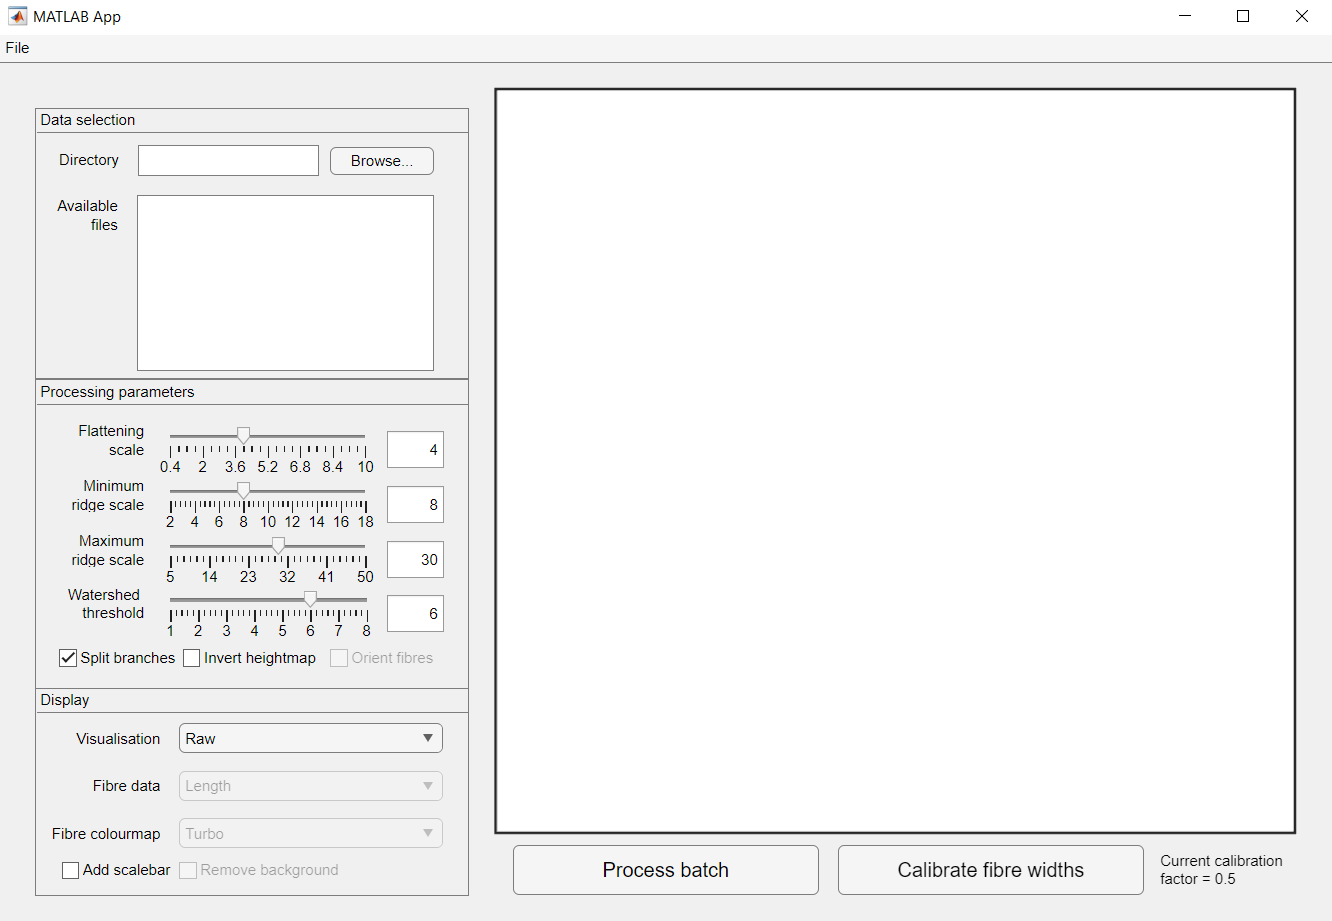 MATLAB App
File
Data selection
Directory
Browse...
Available
files
Processing parameters
Flattening
scale
4
0.4 2 3.6 5.2 6.8 8.4 10
Minimum
ridge scale
8
2 4 6 8 10 12 14 16 18
Maximum
ridge scale
30
5 14 23 32 41 50
Watershed
threshold
6
1 2 3 4 5 6 7 8
Split branches Invert heightmap Orient fibres
Display
Visualisation Raw
Fibre data Length
Fibre colourmap Turbo
Add scalebar Remove background
Process batch
Calibrate fibre widths
Current calibration
factor = 0.5